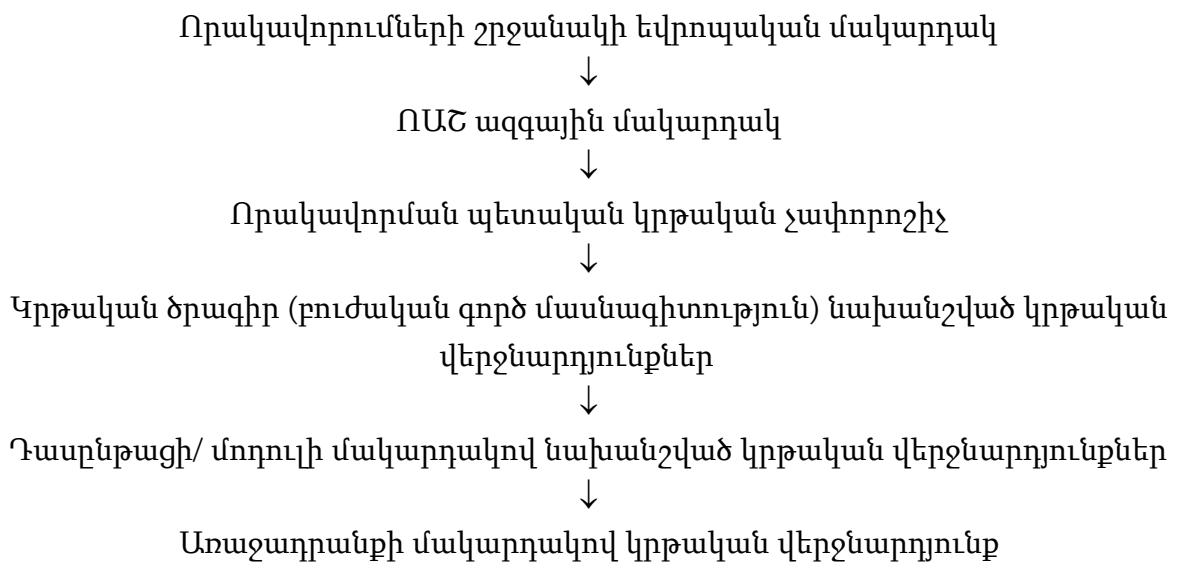 Որակավորումների շրջանակի եվրոպական մակարդակ
↓
ՈԱՇ ազգային մակարդակ
↓
Որակավորման պետական կրթական չափորոշիչ
↓
Կրթական ծրագիր (բուժական գործ մասնագիտություն) նախանշված կրթական
վերջնարդյունքներ
↓
Դասընթացի/ մոդուլի մակարդակով նախանշված կրթական վերջնարդյունքներ
↓
Առաջադրանքի մակարդակով կրթական վերջնարդյունք